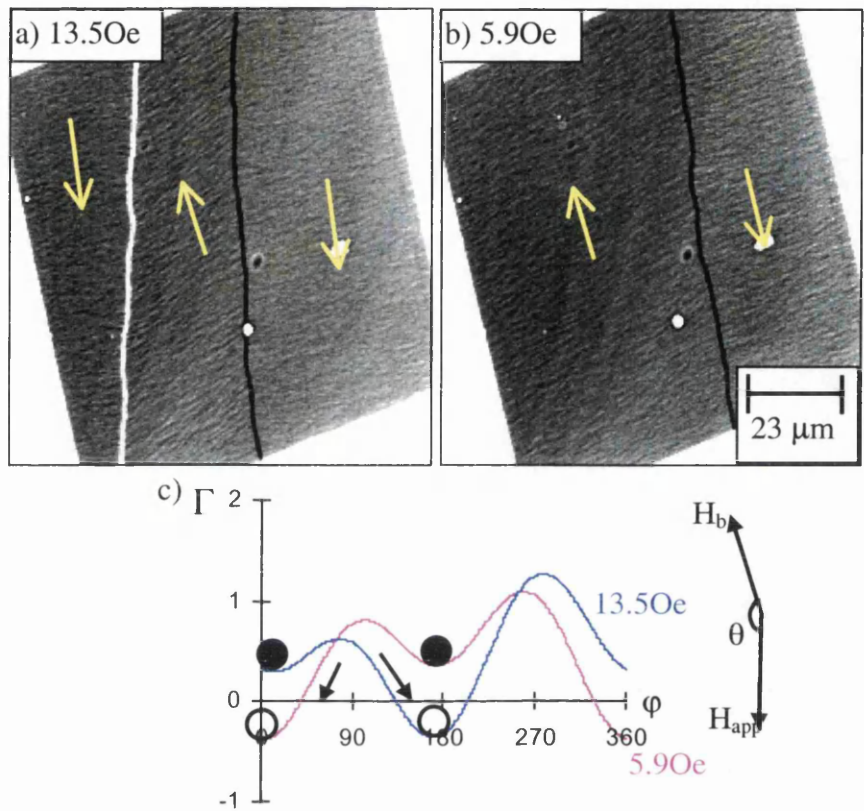 a) 13.5Oe
b) 5.9Oe
23 μm
c)
Γ
2
1
0
-1
90
180
270
360
φ
13.5Oe
5.9Oe
H_b
θ
H_app